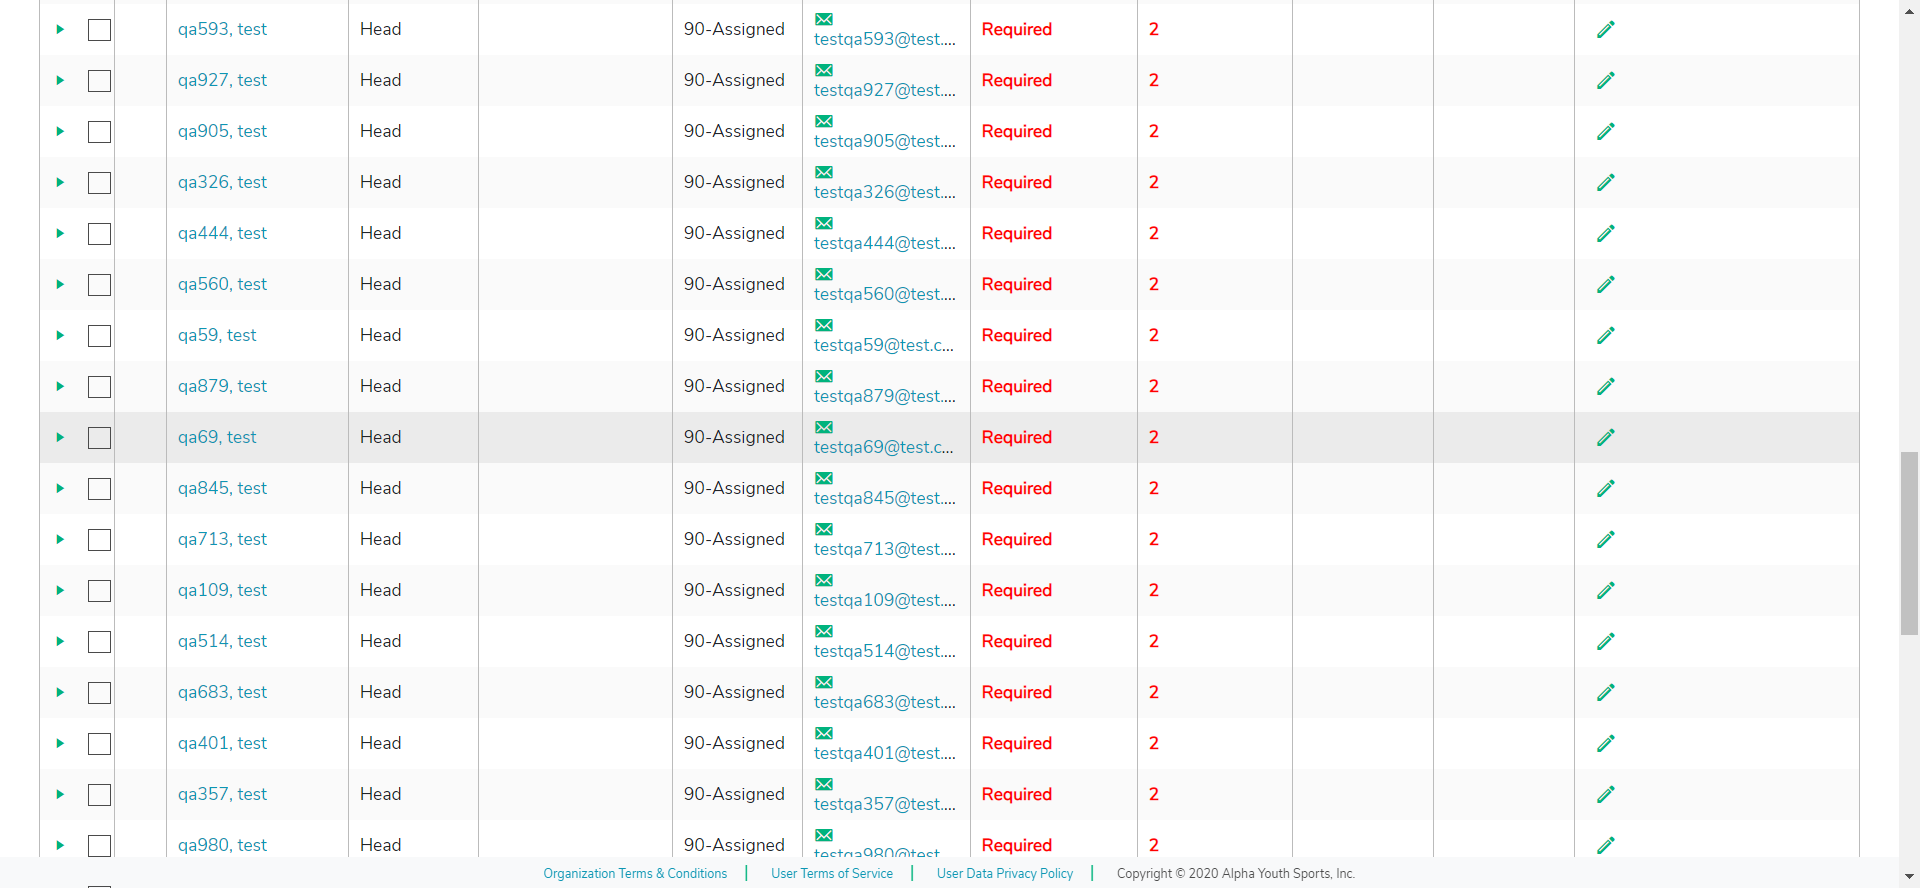 qa593, test Head 90-Assigned testqa593@test.... Required 2
qa927, test Head 90-Assigned testqa927@test.... Required 2
qa905, test Head 90-Assigned testqa905@test.... Required 2
qa326, test Head 90-Assigned testqa326@test.... Required 2
qa444, test Head 90-Assigned testqa444@test.... Required 2
qa560, test Head 90-Assigned testqa560@test.... Required 2
qa59, test Head 90-Assigned testqa59@test.c... Required 2
qa879, test Head 90-Assigned testqa879@test.... Required 2
qa69, test Head 90-Assigned testqa69@test.c... Required 2
qa845, test Head 90-Assigned testqa845@test.... Required 2
qa713, test Head 90-Assigned testqa713@test.... Required 2
qa109, test Head 90-Assigned testqa109@test.... Required 2
qa514, test Head 90-Assigned testqa514@test.... Required 2
qa683, test Head 90-Assigned testqa683@test.... Required 2
qa401, test Head 90-Assigned testqa401@test.... Required 2
qa357, test Head 90-Assigned testqa357@test.... Required 2
qa980, test Head 90-Assigned testqa980@test.... Required 2
Organization Terms & Conditions | User Terms of Service | User Data Privacy Policy | Copyright © 2020 Alpha Youth Sports, Inc.